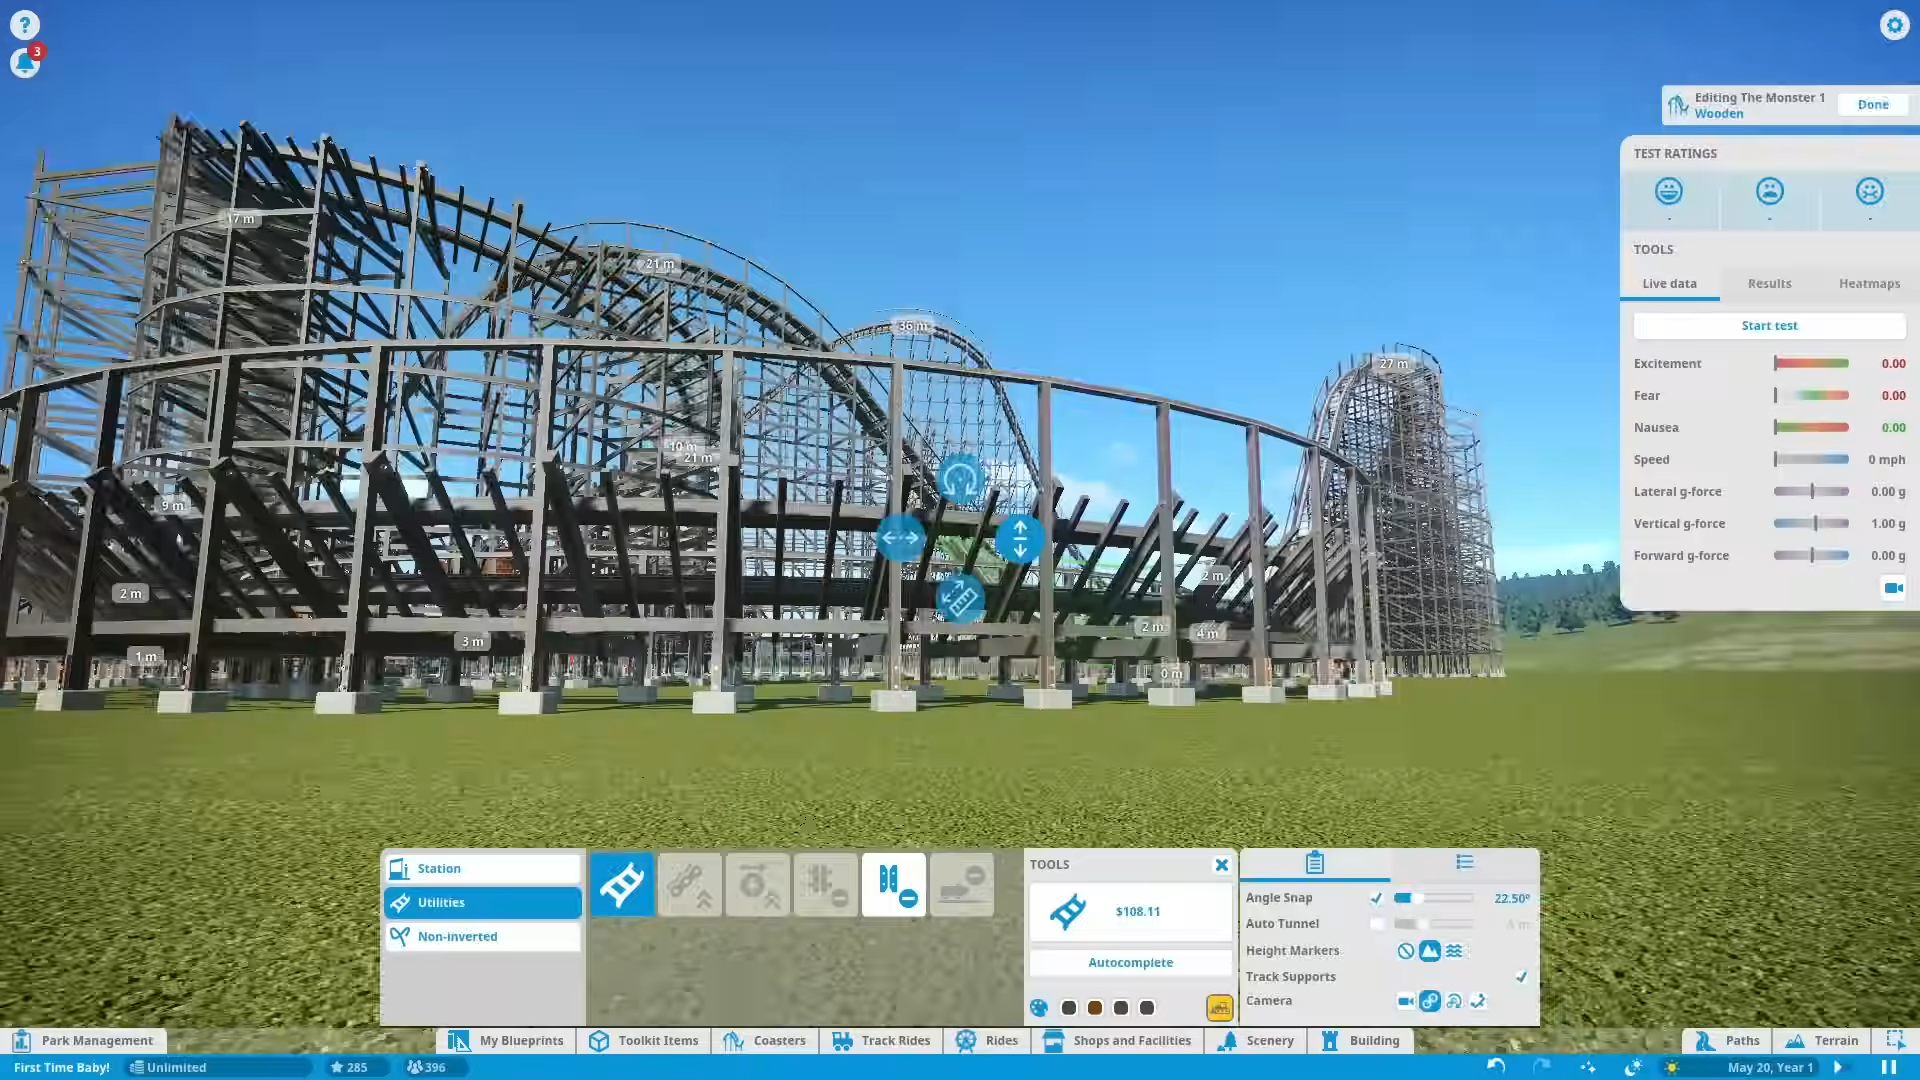 ?
3
Editing The Monster 1
Wooden
Done
TEST RATINGS
-
-
-
TOOLS
Live data
Results
Heatmaps
Start test
Excitement
0.00
Fear
0.00
Nausea
0.00
Speed
0 mph
Lateral g-force
0.00 g
Vertical g-force
1.00 g
Forward g-force
0.00 g
17 m
21 m
36 m
27 m
10 m
21 m
9 m
2 m
2 m
3 m
2 m
4 m
1 m
0 m
Station
Utilities
Non-inverted
TOOLS
$108.11
Autocomplete
Angle Snap
22.50°
Auto Tunnel
Height Markers
Track Supports
Camera
Park Management
My Blueprints
Toolkit Items
Coasters
Track Rides
Rides
Shops and Facilities
Scenery
Building
Paths
Terrain
First Time Baby!
Unlimited
285
396
May 20, Year 1